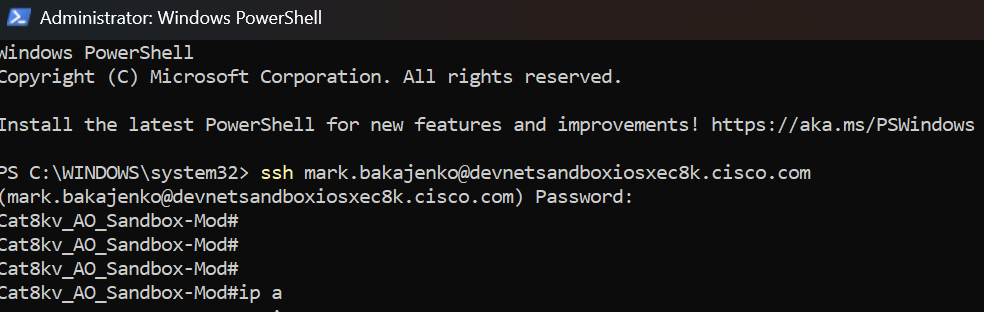 Administrator: Windows PowerShell
Windows PowerShell
Copyright (C) Microsoft Corporation. All rights reserved.
Install the latest PowerShell for new features and improvements! https://aka.ms/PSWindows
PS C:\WINDOWS\system32> ssh mark.bakajenko@devnetsandboxiosxec8k.cisco.com
(mark.bakajenko@devnetsandboxiosxec8k.cisco.com) Password:
Cat8kv_AO_Sandbox-Mod#
Cat8kv_AO_Sandbox-Mod#
Cat8kv_AO_Sandbox-Mod#
Cat8kv_AO_Sandbox-Mod#ip a